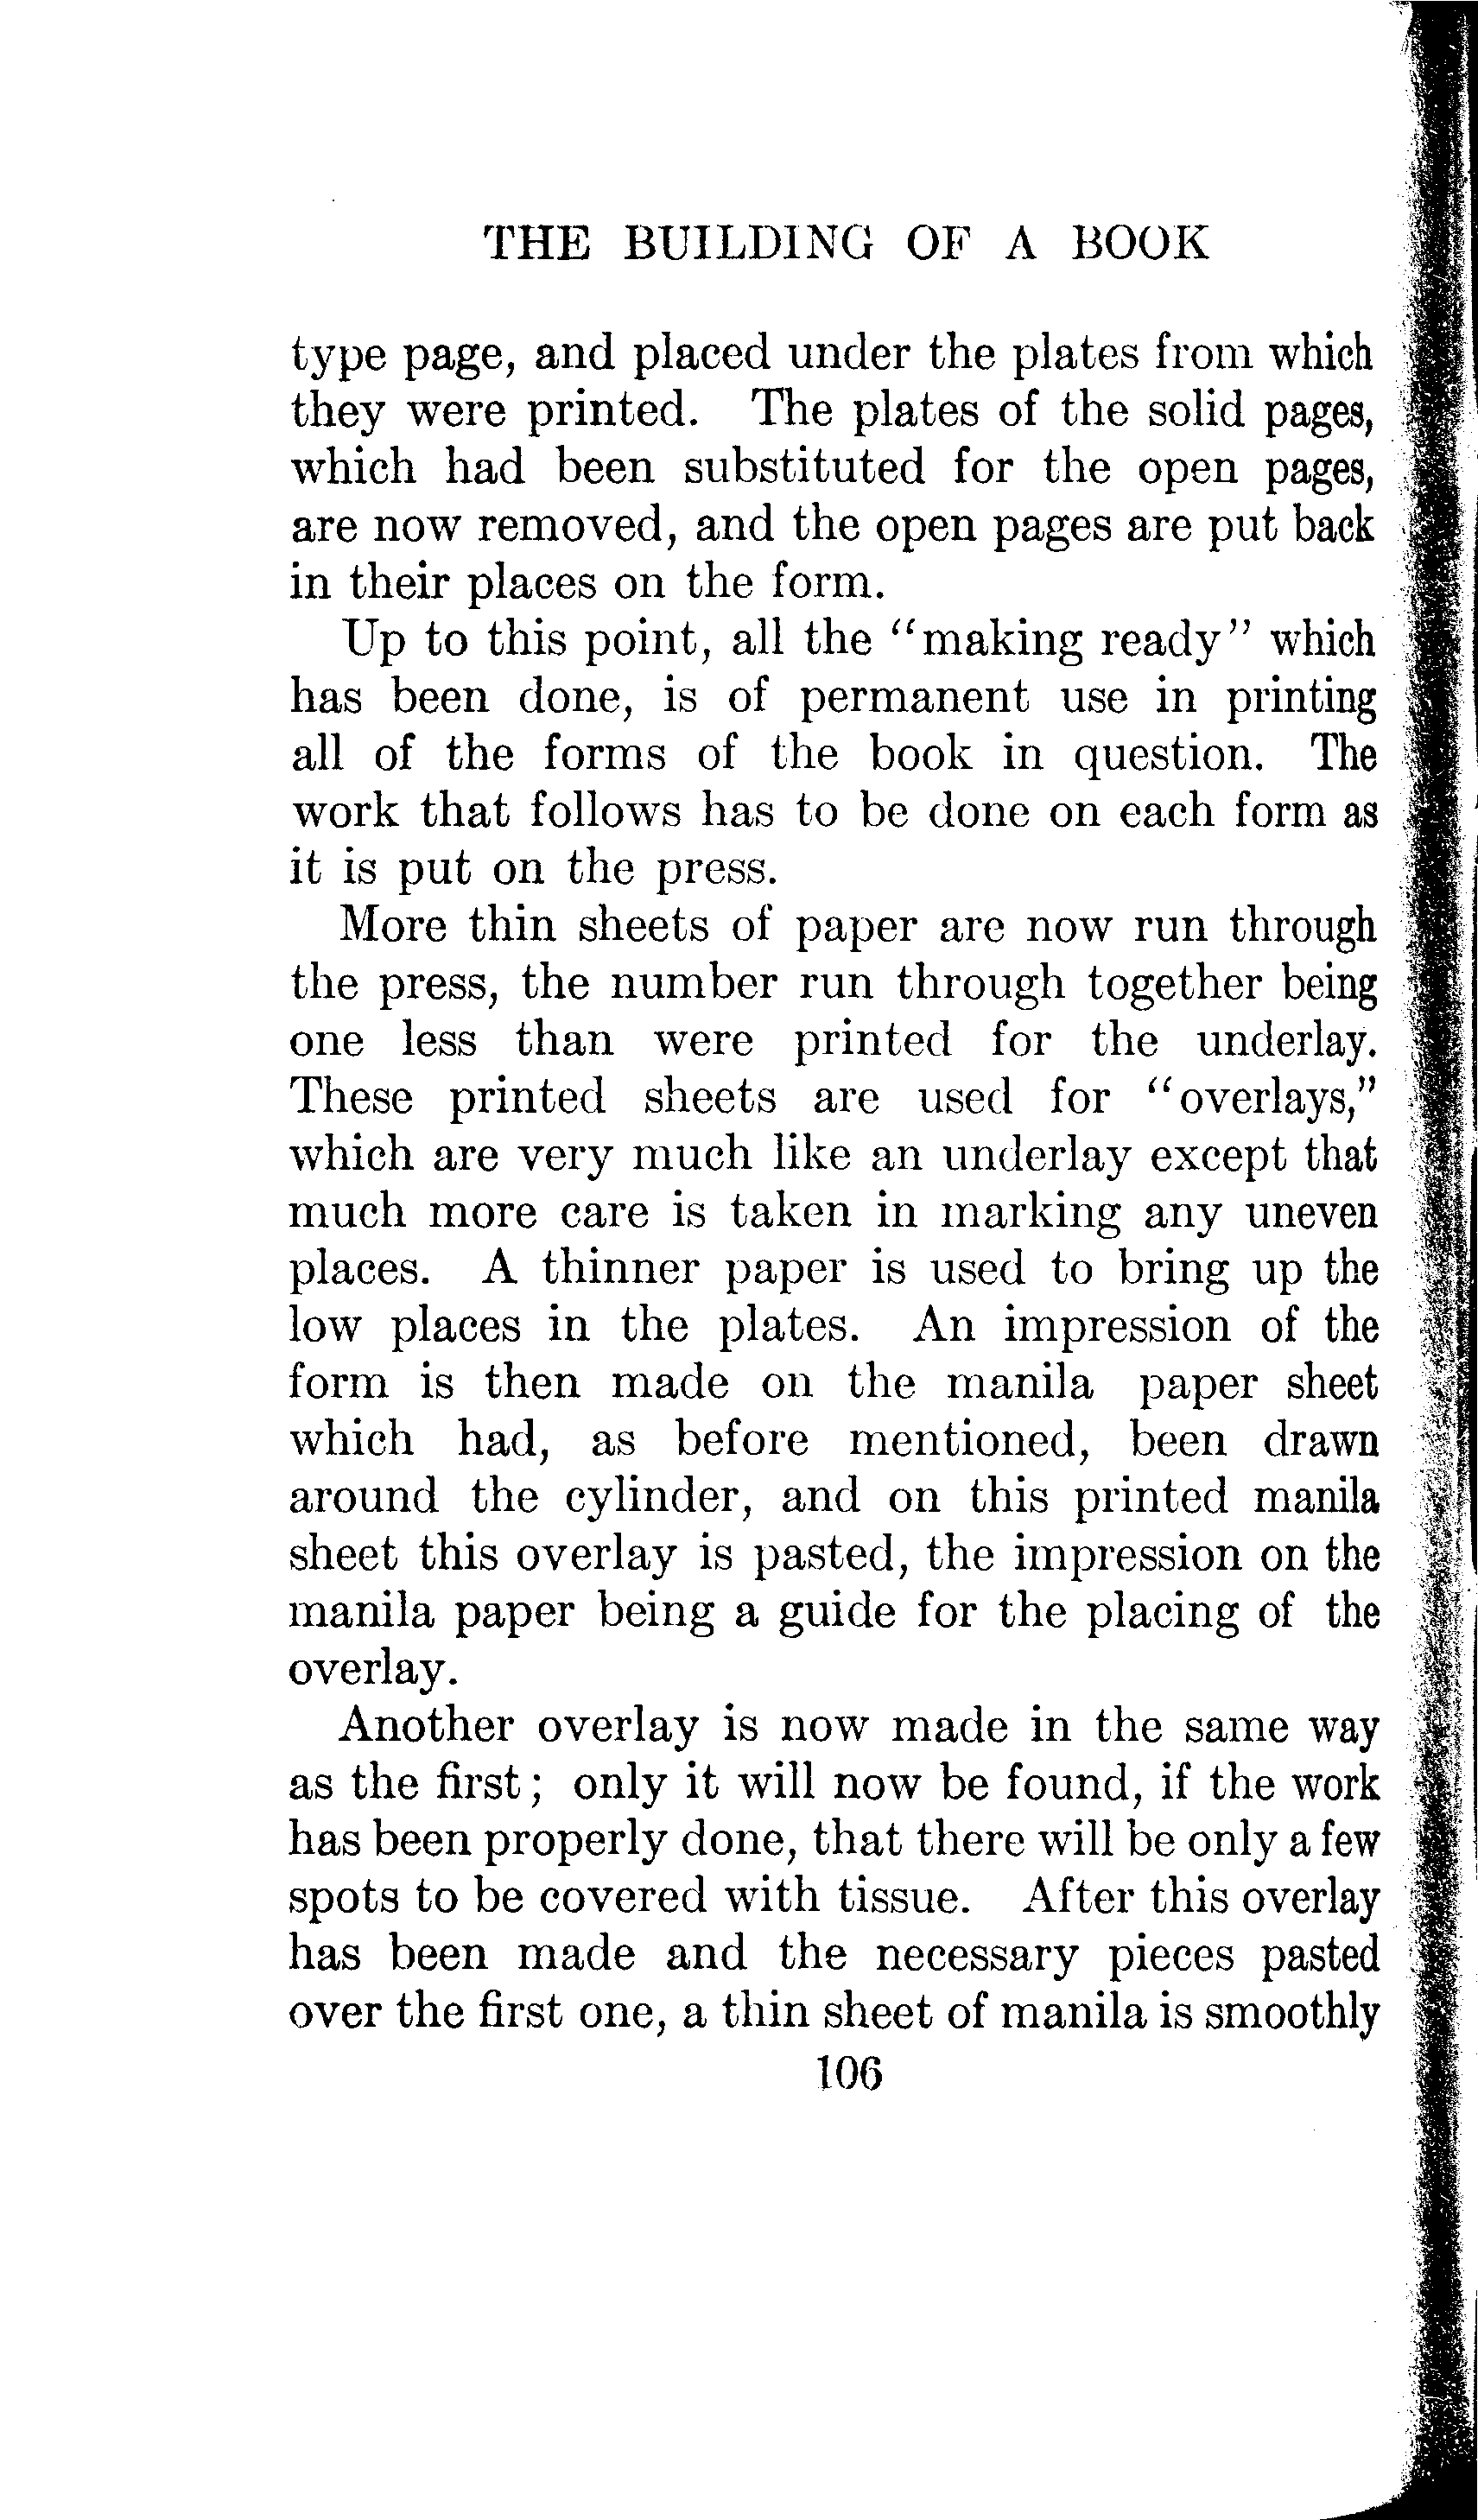 THE BUILDING OF A BOOK
type page, and placed under the plates from which
they were printed. The plates of the solid pages,
which had been substituted for the open pages,
are now removed, and the open pages are put back
in their places on the form.
Up to this point, all the “making ready” which
has been done, is of permanent use in printing
all of the forms of the book in question. The
work that follows has to be done on each form as
it is put on the press.
More thin sheets of paper are now run through
the press, the number run through together being
one less than were printed for the underlay.
These printed sheets are used for “overlays,”
which are very much like an underlay except that
much more care is taken in marking any uneven
places. A thinner paper is used to bring up the
low places in the plates. An impression of the
form is then made on the manila paper sheet
which had, as before mentioned, been drawn
around the cylinder, and on this printed manila
sheet this overlay is pasted, the impression on the
manila paper being a guide for the placing of the
overlay.
Another overlay is now made in the same way
as the first; only it will now be found, if the work
has been properly done, that there will be only a few
spots to be covered with tissue. After this overlay
has been made and the necessary pieces pasted
over the first one, a thin sheet of manila is smoothly
106